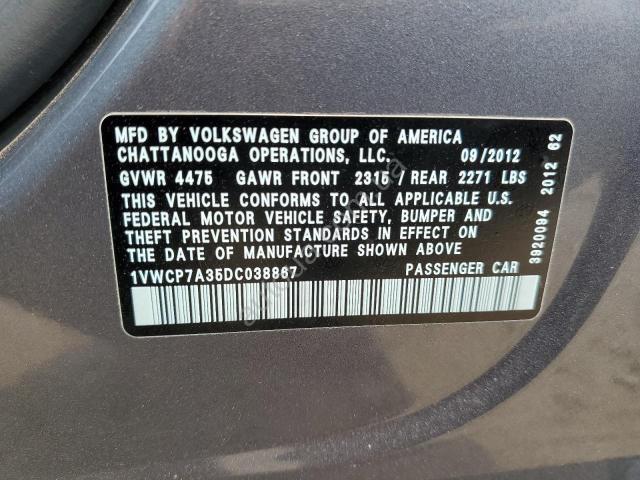 MFD BY VOLKSWAGEN GROUP OF AMERICA
CHATTANOOGA OPERATIONS, LLC. 09/2012
GVWR 4475 GAWR FRONT 2315 / REAR 2271 LBS
THIS VEHICLE CONFORMS TO ALL APPLICABLE U.S.
FEDERAL MOTOR VEHICLE SAFETY, BUMPER AND
THEFT PREVENTION STANDARDS IN EFFECT ON THE
DATE OF MANUFACTURE SHOWN ABOVE
1VWCP7A35DC038867 PASSENGER CAR
3920094 2012 62